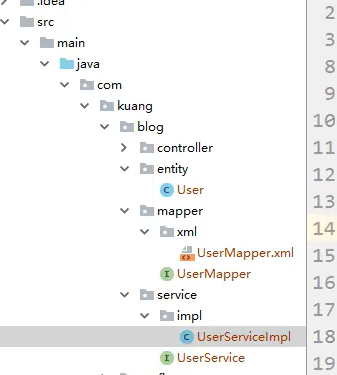 .idea
src
main
java
com
kuang
blog
controller
entity
User
mapper
xml
UserMapper.xml
UserMapper
service
impl
UserServiceImpl
UserService
2
3
8
9
10
11
12
13
14
15
16
17
18
19